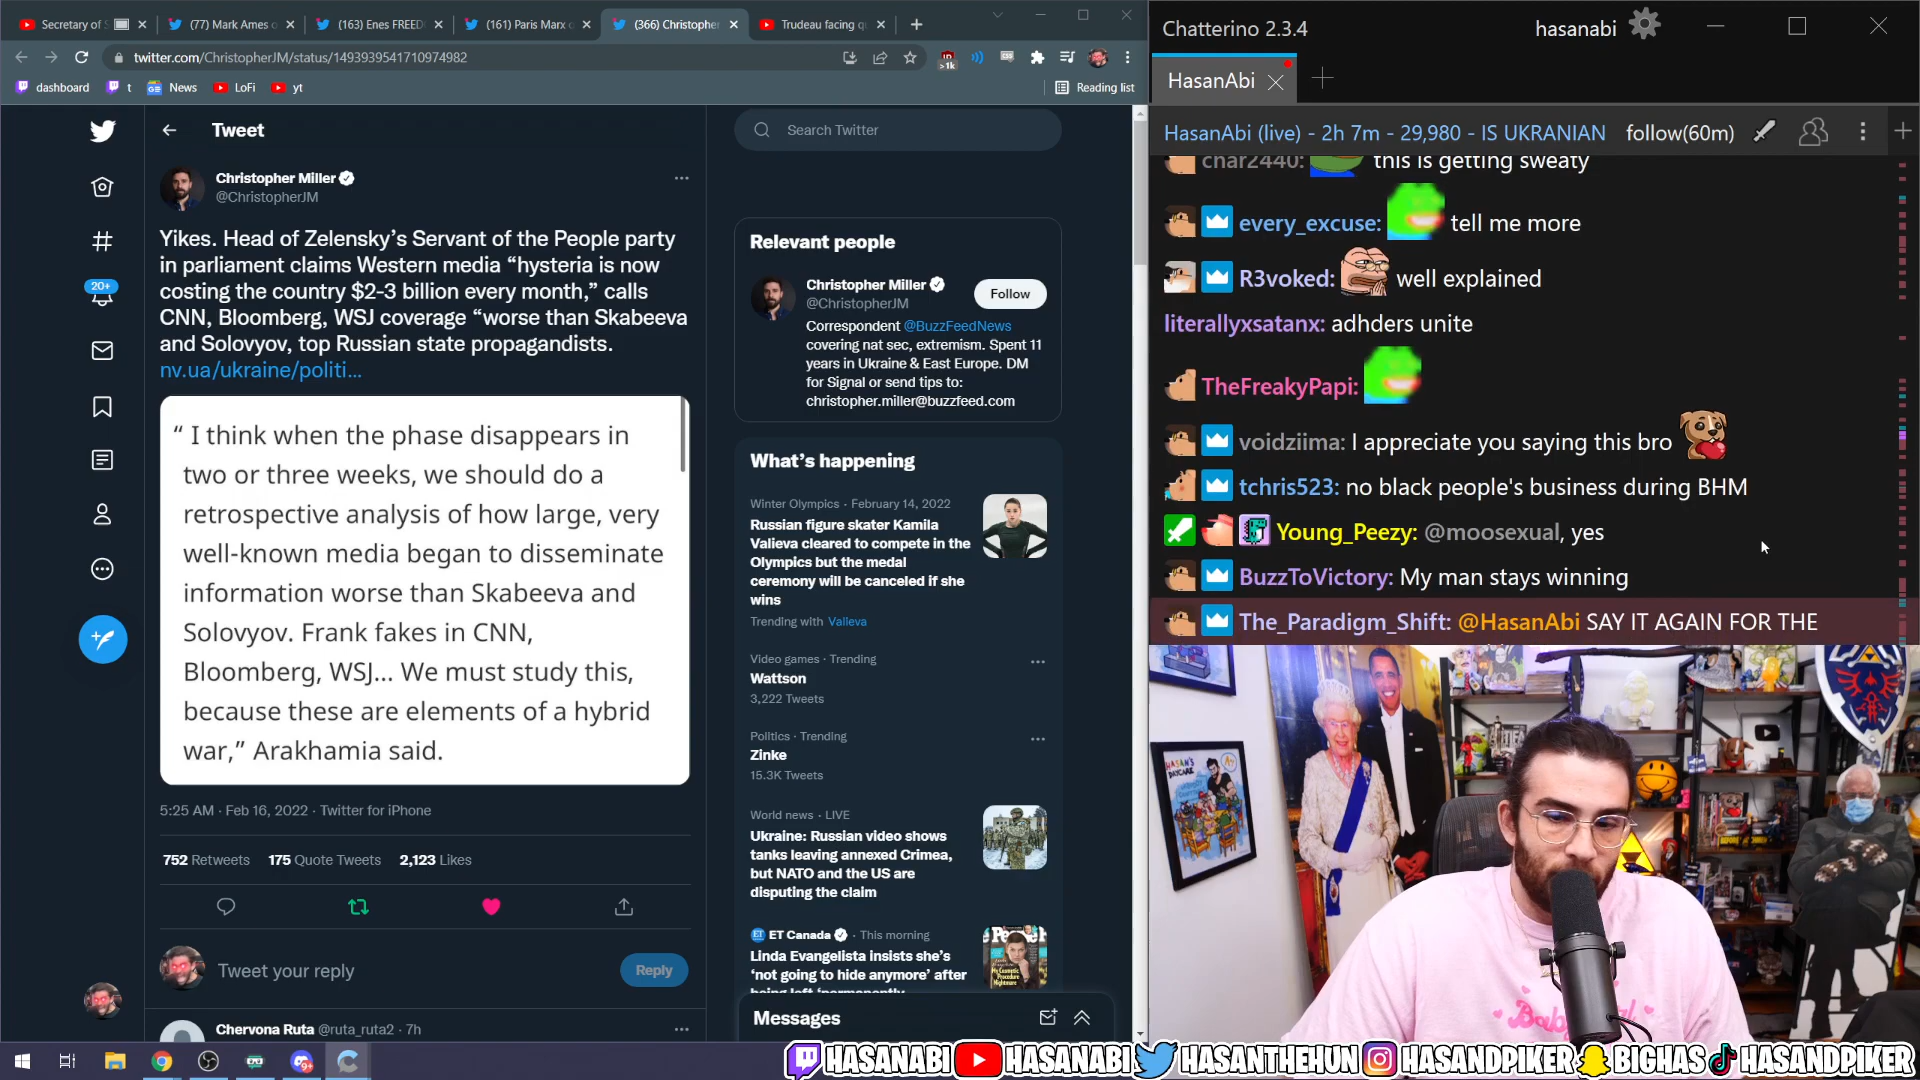 Secretary of S
(77) Mark Ames o
(163) Enes FREED
(161) Paris Marx o
(366) Christopher
Trudeau facing q
twitter.com/ChristopherJM/status/1493939541710974982
>1k
dashboard
t
News
LoFi
yt
Reading list
Tweet
Search Twitter
Christopher Miller
@ChristopherJM
Yikes. Head of Zelensky's Servant of the People party
in parliament claims Western media “hysteria is now
costing the country $2-3 billion every month,” calls
CNN, Bloomberg, WSJ coverage “worse than Skabeeva
and Solovyov, top Russian state propagandists.
nv.ua/ukraine/politi...
“ I think when the phase disappears in
two or three weeks, we should do a
retrospective analysis of how large, very
well-known media began to disseminate
information worse than Skabeeva and
Solovyov. Frank fakes in CNN,
Bloomberg, WSJ... We must study this,
because these are elements of a hybrid
war,” Arakhamia said.
5:25 AM · Feb 16, 2022 · Twitter for iPhone
752 Retweets 175 Quote Tweets 2,123 Likes
Tweet your reply
Reply
Chervona Ruta @ruta_ruta2 · 7h
20+
Relevant people
Christopher Miller
@ChristopherJM
Follow
Correspondent @BuzzFeedNews
covering nat sec, extremism. Spent 11
years in Ukraine & East Europe. DM
for Signal or send tips to:
christopher.miller@buzzfeed.com
What's happening
Winter Olympics · February 14, 2022
Russian figure skater Kamila
Valieva cleared to compete in the
Olympics but the medal
ceremony will be canceled if she
wins
Trending with Valieva
Video games · Trending
Wattson
3,222 Tweets
Politics · Trending
Zinke
15.3K Tweets
World news · LIVE
Ukraine: Russian video shows
tanks leaving annexed Crimea,
but NATO and the US are
disputing the claim
ET Canada · This morning
Linda Evangelista insists she's
'not going to hide anymore' after
being left 'permanently
Messages
Chatterino 2.3.4
hasanabi
HasanAbi
HasanAbi (live) - 2h 7m - 29,980 - IS UKRANIAN
follow(60m)
char2440: this is getting sweaty
every_excuse: tell me more
R3voked: well explained
literallyxsatanx: adhders unite
TheFreakyPapi:
voidziima: I appreciate you saying this bro
tchris523: no black people's business during BHM
Young_Peezy: @moosexual, yes
BuzzToVictory: My man stays winning
The_Paradigm_Shift: @HasanAbi SAY IT AGAIN FOR THE
HASANABI HASANABI HASANTHEHUN HASANDPIKER BIGHAS HASANDPIKER